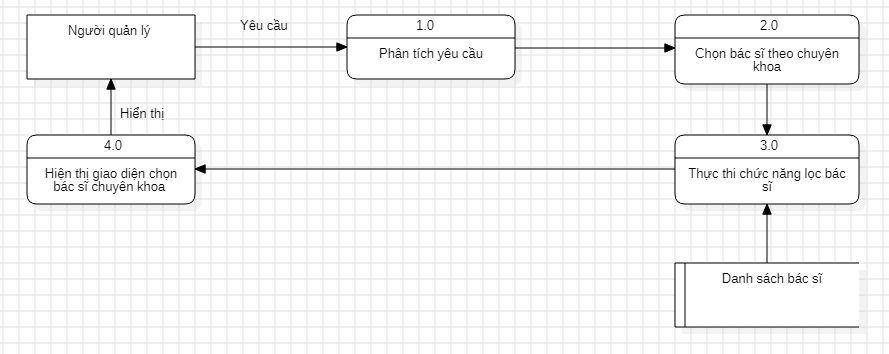 Người quản lý
Yêu cầu
1.0
Phân tích yêu cầu
2.0
Chọn bác sĩ theo chuyên
khoa
Hiển thị
4.0
Hiện thị giao diện chọn
bác sĩ chuyên khoa
3.0
Thực thi chức năng lọc bác
sĩ
Danh sách bác sĩ